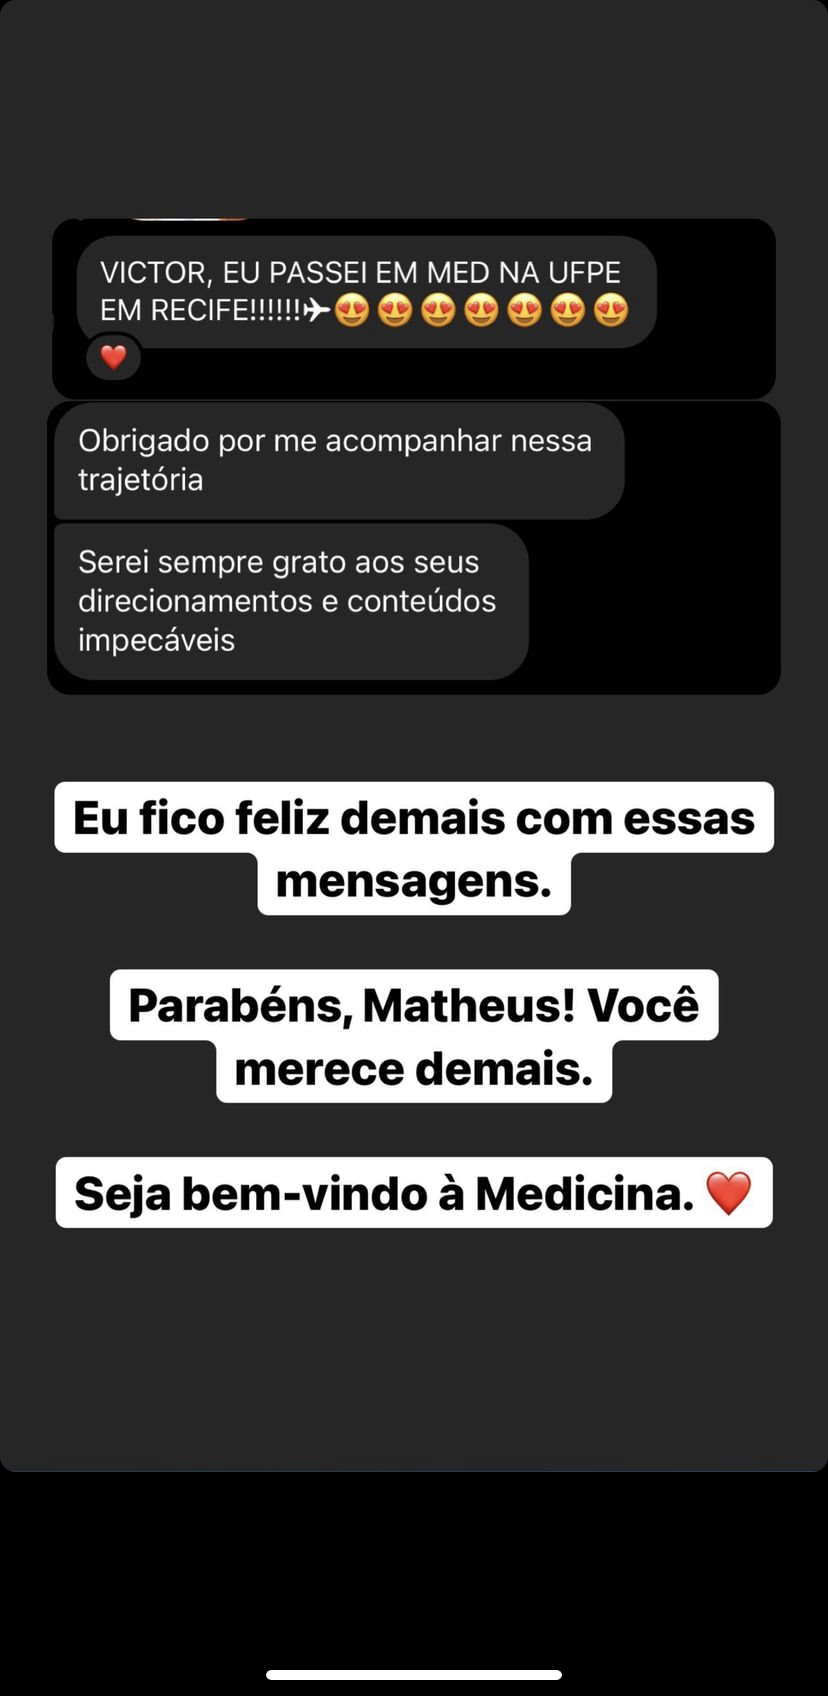 VICTOR, EU PASSEI EM MED NA UFPE
EM RECIFE!!!!!!✈😍😍😍😍😍😍😍
❤️
Obrigado por me acompanhar nessa
trajetória
Serei sempre grato aos seus
direcionamentos e conteúdos
impecáveis
Eu fico feliz demais com essas
mensagens.
Parabéns, Matheus! Você
merece demais.
Seja bem-vindo à Medicina. ❤️